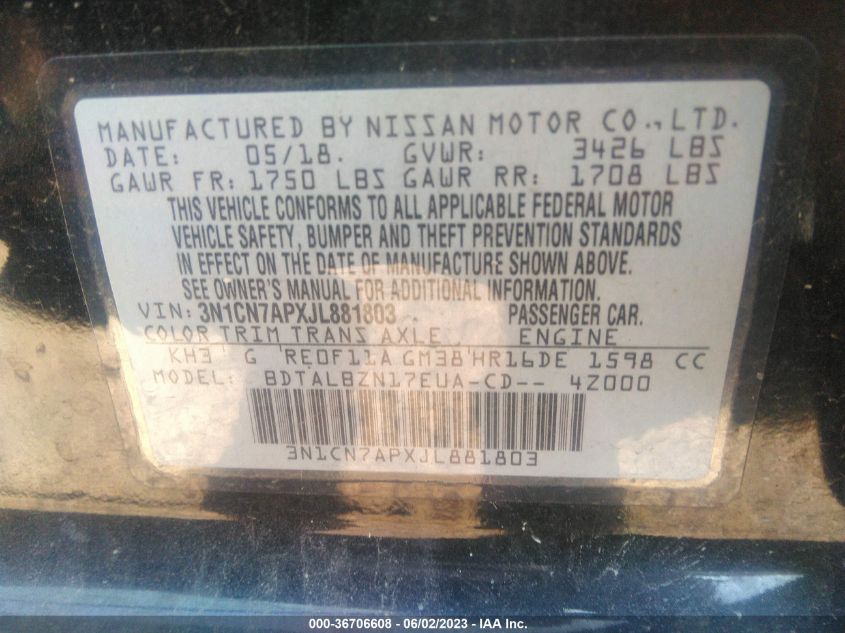 MANUFACTURED BY NISSAN MOTOR CO., LTD.
DATE: 05/18. GVWR: 3426 LBS
GAWR FR: 1750 LBS GAWR RR: 1708 LBS
THIS VEHICLE CONFORMS TO ALL APPLICABLE FEDERAL MOTOR
VEHICLE SAFETY, BUMPER AND THEFT PREVENTION STANDARDS
IN EFFECT ON THE DATE OF MANUFACTURE SHOWN ABOVE.
SEE OWNER'S MANUAL FOR ADDITIONAL INFORMATION.
VIN: 3N1CN7APXJL881803 . PASSENGER CAR.
COLOR TRIM TRANS AXLE ENGINE
KH3 G RE0F11A GM38 HR16DE 1598 CC
MODEL: BDTALBZN17EUA-CD-- 4Z000
3N1CN7APXJL881803
000-36706608 - 06/02/2023 - IAA Inc.